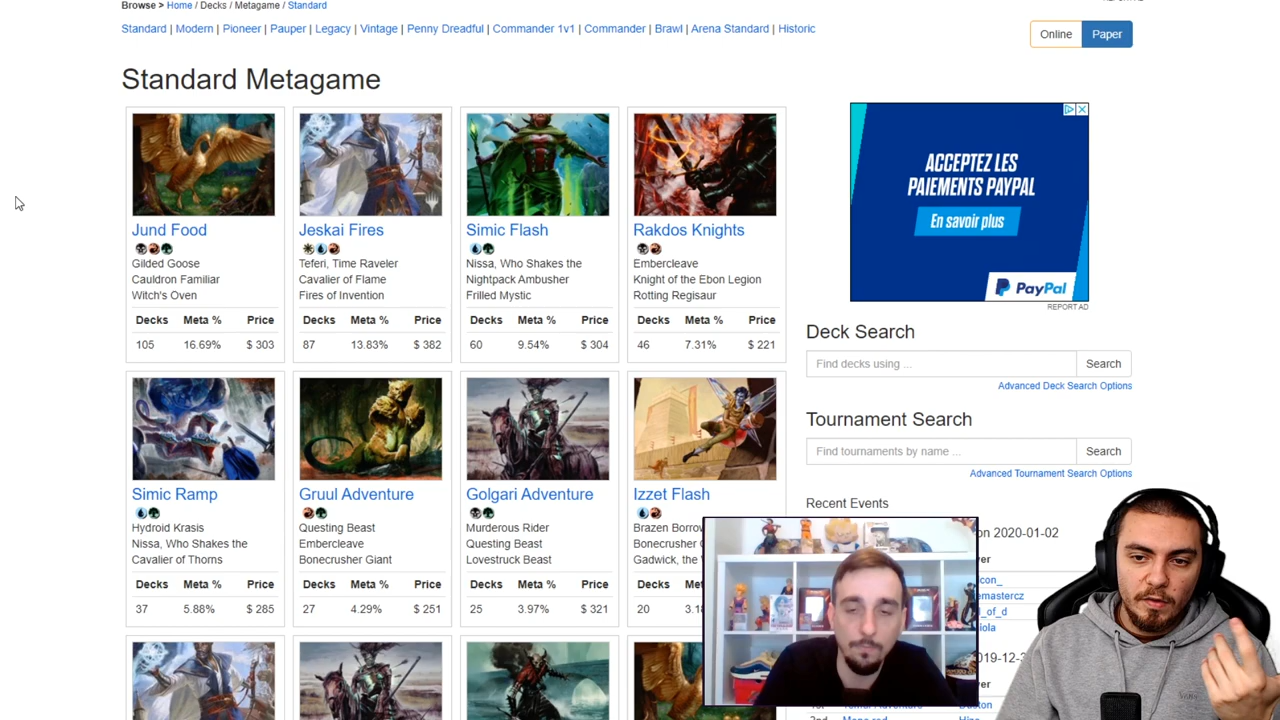 Browse > Home / Decks / Metagame / Standard
Standard | Modern | Pioneer | Pauper | Legacy | Vintage | Penny Dreadful | Commander 1v1 | Commander | Brawl | Arena Standard | Historic
Online Paper
Standard Metagame
Jund Food
Gilded Goose
Cauldron Familiar
Witch's Oven
Decks Meta % Price
105 16.69% $ 303
Jeskai Fires
Teferi, Time Raveler
Cavalier of Flame
Fires of Invention
Decks Meta % Price
87 13.83% $ 382
Simic Flash
Nissa, Who Shakes the
Nightpack Ambusher
Frilled Mystic
Decks Meta % Price
60 9.54% $ 304
Rakdos Knights
Embercleave
Knight of the Ebon Legion
Rotting Regisaur
Decks Meta % Price
46 7.31% $ 221
Simic Ramp
Hydroid Krasis
Nissa, Who Shakes the
Cavalier of Thorns
Decks Meta % Price
37 5.88% $ 285
Gruul Adventure
Questing Beast
Embercleave
Bonecrusher Giant
Decks Meta % Price
27 4.29% $ 251
Golgari Adventure
Murderous Rider
Questing Beast
Lovestruck Beast
Decks Meta % Price
25 3.97% $ 321
Izzet Flash
Brazen Borrow
Bonecrusher
Gadwick, the
Decks
20 3.1
ACCEPTEZ LES
PAIEMENTS PAYPAL
En savoir plus
PayPal
REPORT AD
Deck Search
Find decks using ... Search
Advanced Deck Search Options
Tournament Search
Find tournaments by name ... Search
Advanced Tournament Search Options
Recent Events
on 2020-01-02